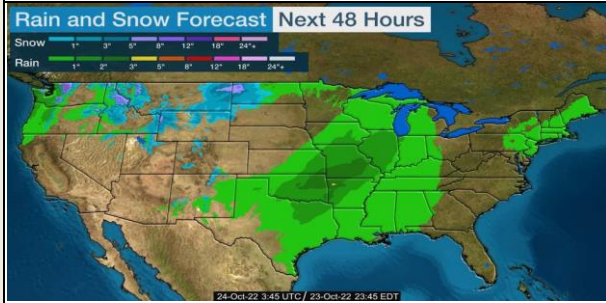 Rain and Snow Forecast Next 48 Hours
Snow
1" 3" 5" 8" 12" 18" 24"+
Rain
1" 2" 3" 5" 8" 12" 18" 24"+
24-Oct-22 3:45 UTC / 23-Oct-22 23:45 EDT